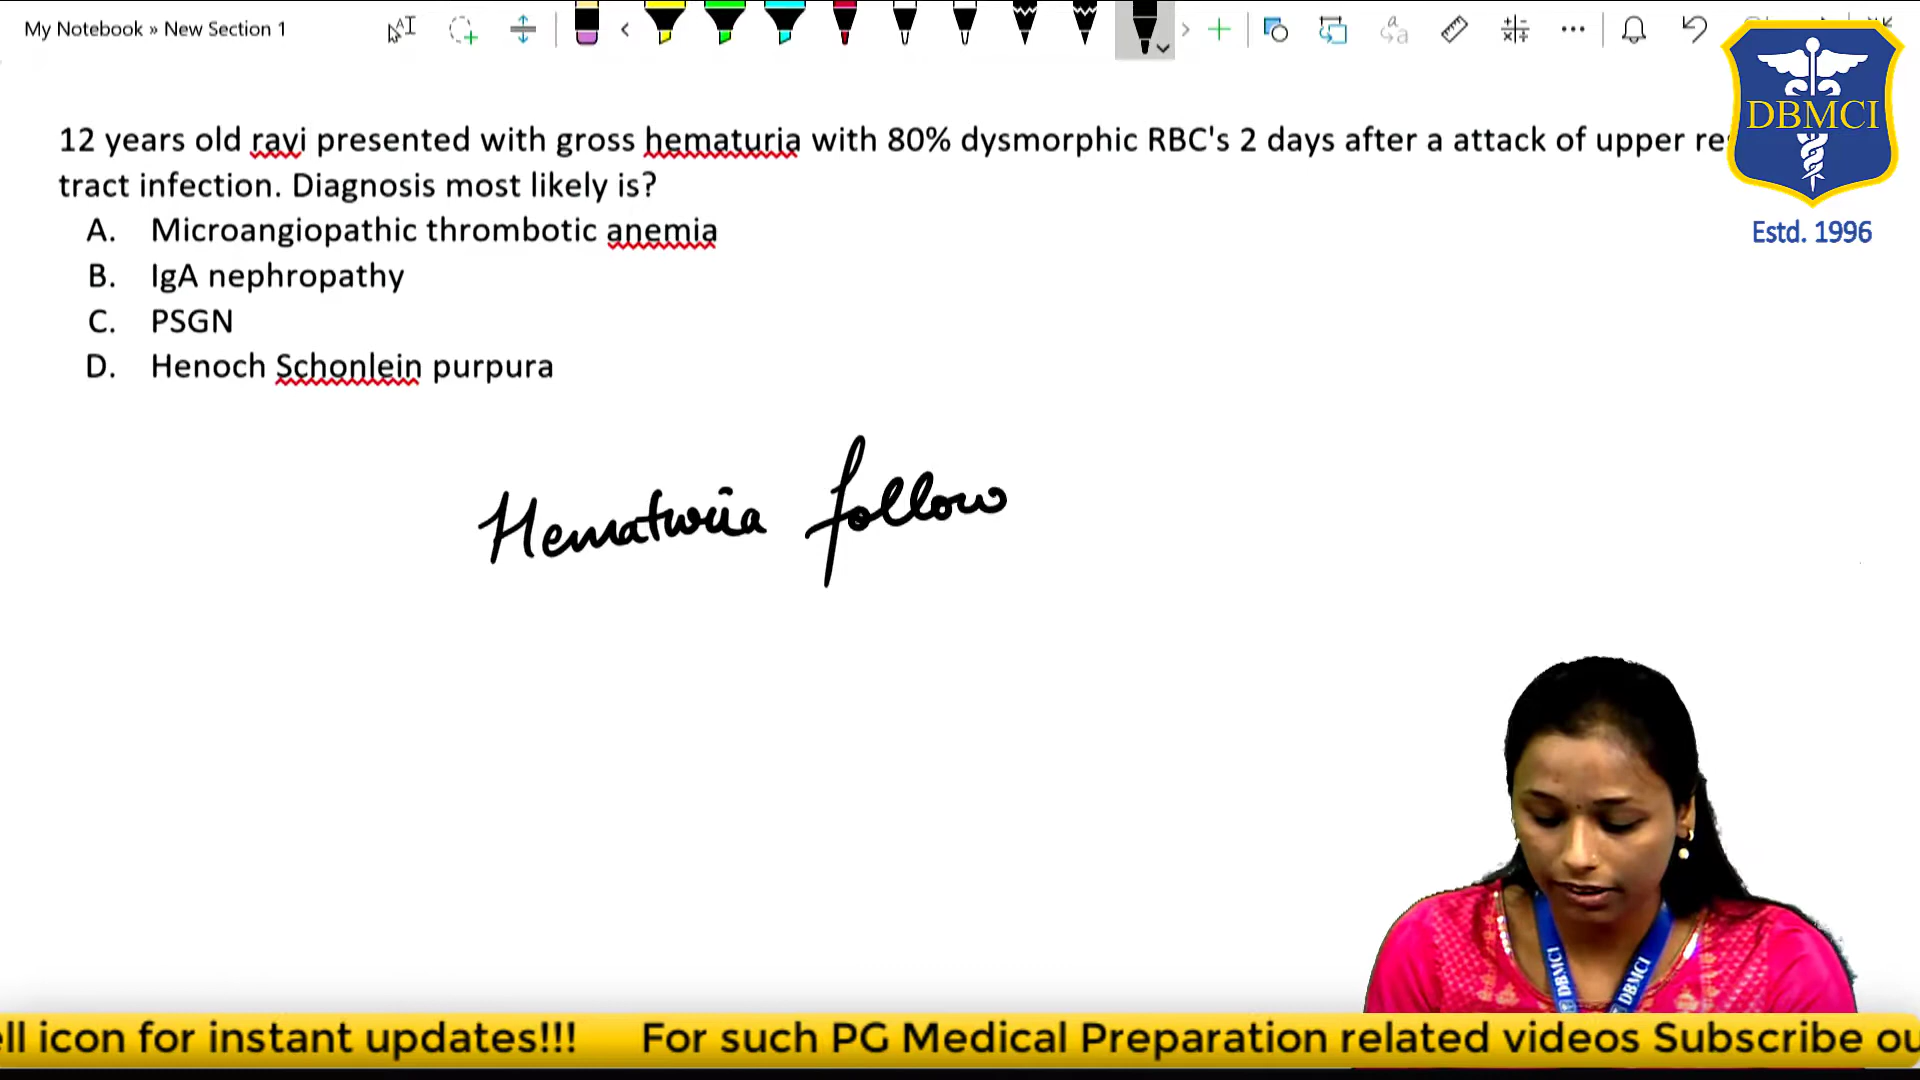 My Notebook » New Section 1
DBMCI
Estd. 1996
12 years old ravi presented with gross hematuria with 80% dysmorphic RBC's 2 days after a attack of upper re
tract infection. Diagnosis most likely is?
A. Microangiopathic thrombotic anemia
B. IgA nephropathy
C. PSGN
D. Henoch Schonlein purpura
Hematuria follow
DBMCI
DBMCI
ll icon for instant updates!!! For such PG Medical Preparation related videos Subscribe ou